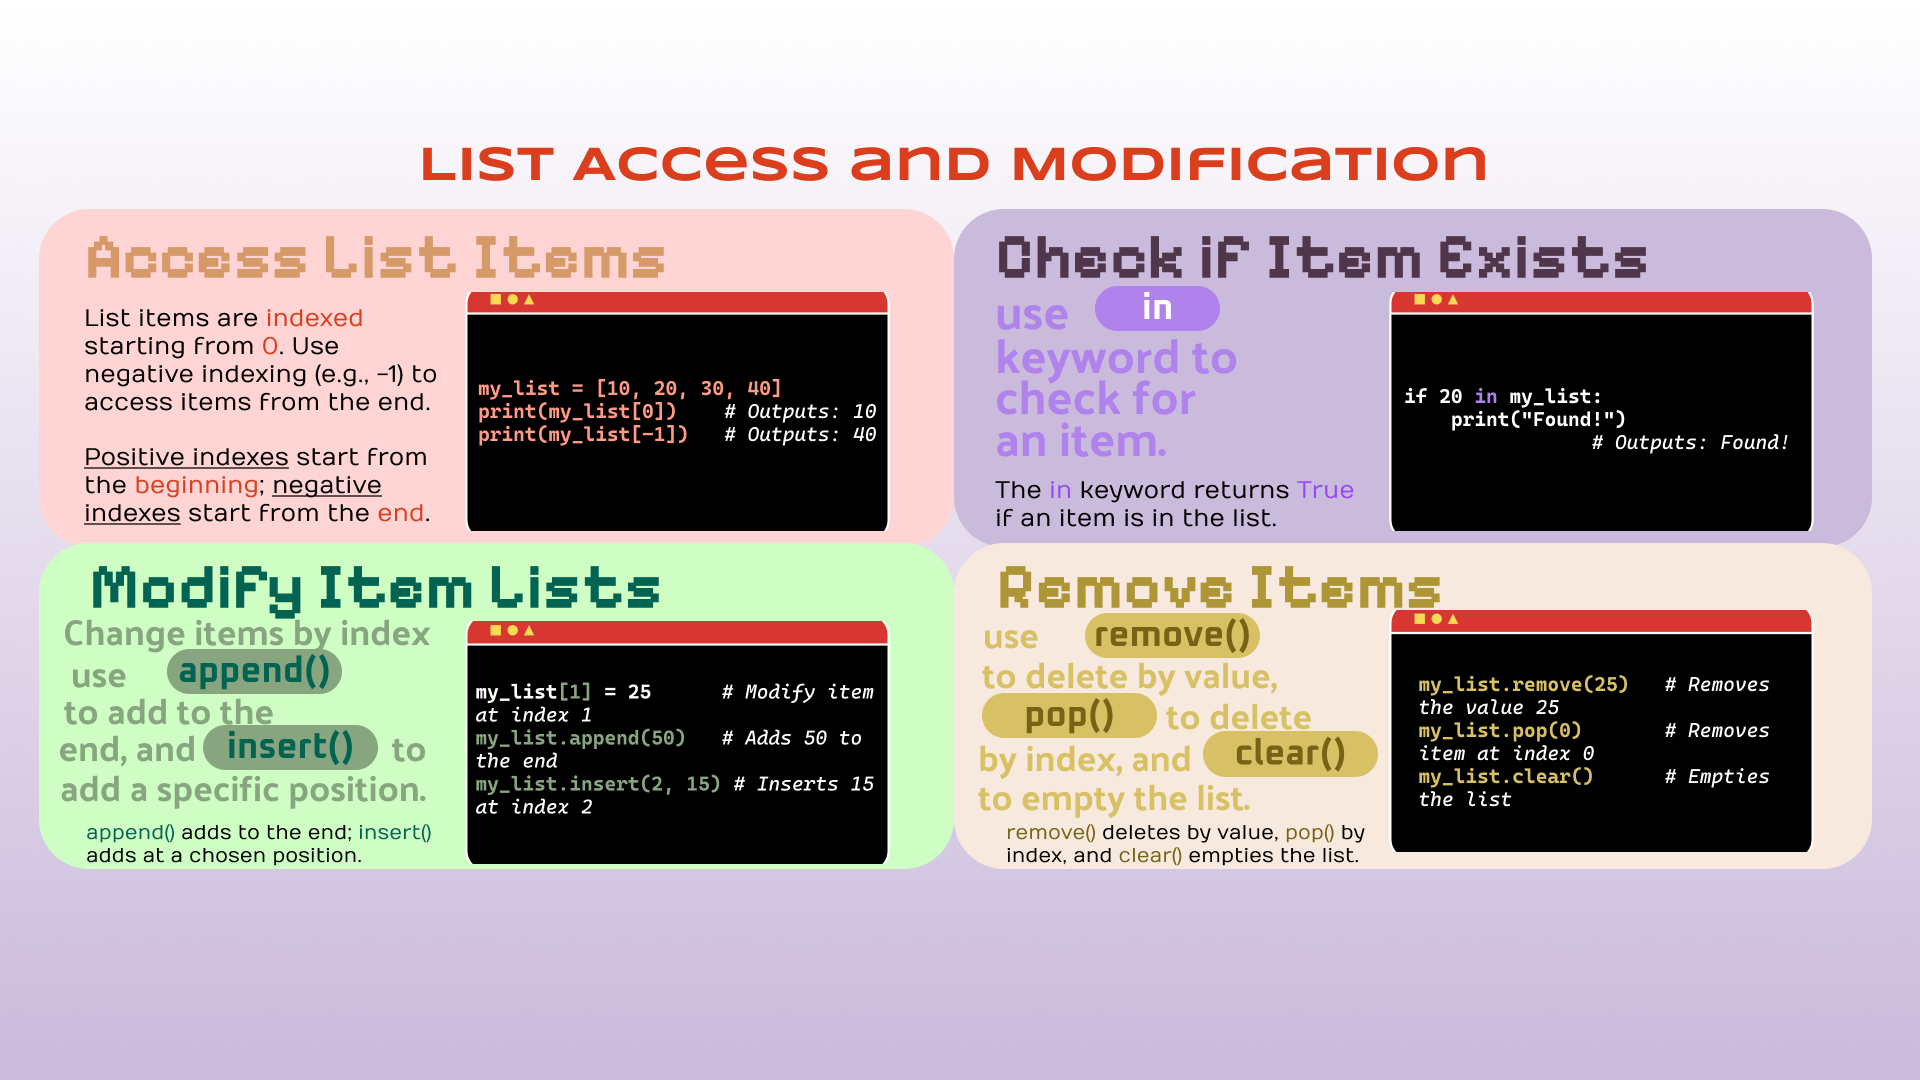 List Access and Modification
Access List Items
List items are indexed
starting from 0. Use
negative indexing (e.g., -1) to
access items from the end.
Positive indexes start from
the beginning; negative
indexes start from the end.
my_list = [10, 20, 30, 40]
print(my_list[0])    # Outputs: 10
print(my_list[-1])   # Outputs: 40
Check if Item Exists
use in
keyword to
check for
an item.
The in keyword returns True
if an item is in the list.
if 20 in my_list:
    print("Found!")
                # Outputs: Found!
Modify Item Lists
Change items by index
use append()
to add to the
end, and insert() to
add a specific position.
append() adds to the end; insert()
adds at a chosen position.
my_list[1] = 25      # Modify item
at index 1
my_list.append(50)   # Adds 50 to
the end
my_list.insert(2, 15) # Inserts 15
at index 2
Remove Items
use remove()
to delete by value,
pop() to delete
by index, and clear()
to empty the list.
remove() deletes by value, pop() by
index, and clear() empties the list.
my_list.remove(25)   # Removes
the value 25
my_list.pop(0)       # Removes
item at index 0
my_list.clear()      # Empties
the list